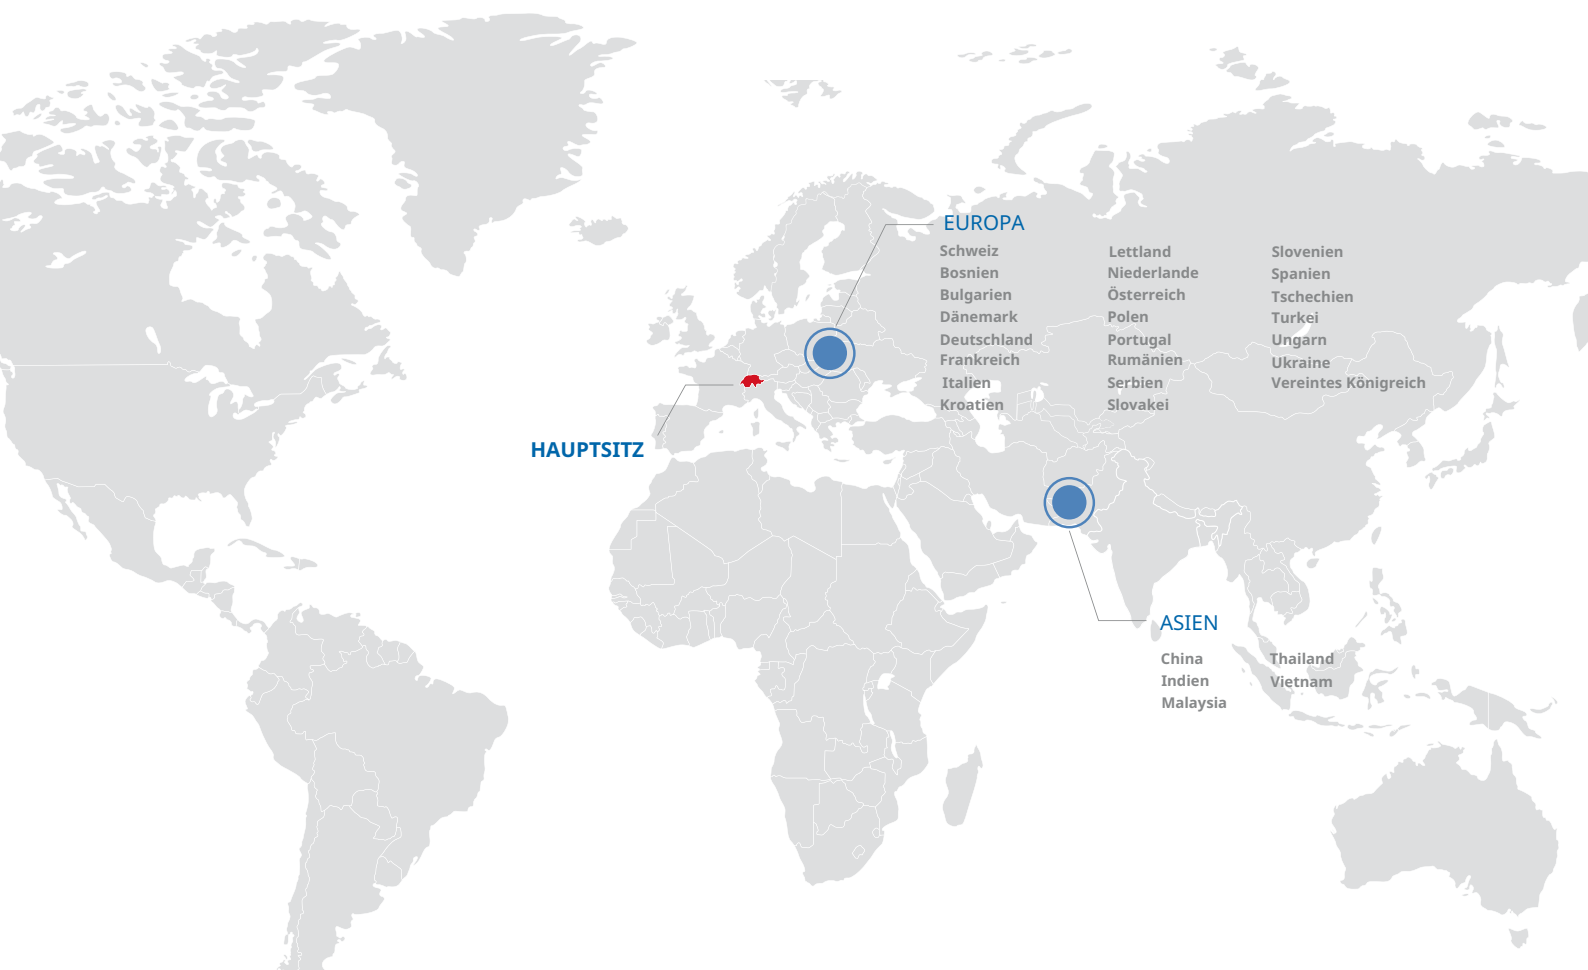 EUROPA
Schweiz
Bosnien
Bulgarien
Dänemark
Deutschland
Frankreich
Italien
Kroatien
Lettland
Niederlande
Österreich
Polen
Portugal
Rumänien
Serbien
Slovakei
Slovenien
Spanien
Tschechien
Turkei
Ungarn
Ukraine
Vereintes Königreich
HAUPTSITZ
ASIEN
China
Indien
Malaysia
Thailand
Vietnam